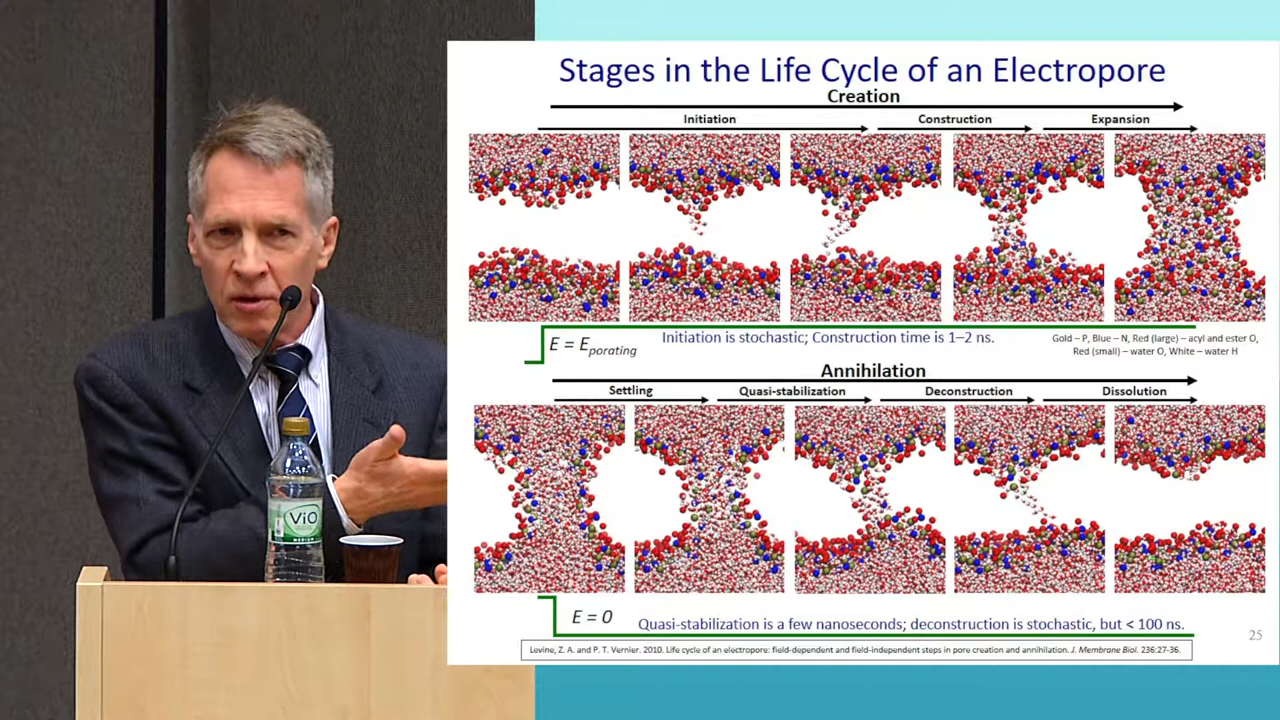 Stages in the Life Cycle of an Electropore
Creation
Initiation
Construction
Expansion
E = Eporating
Initiation is stochastic; Construction time is 1–2 ns.
Gold – P, Blue – N, Red (large) – acyl and ester O,
Red (small) – water O, White – water H
Annihilation
Settling
Quasi-stabilization
Deconstruction
Dissolution
E = 0
Quasi-stabilization is a few nanoseconds; deconstruction is stochastic, but < 100 ns.
25
Levine, Z. A. and P. T. Vernier. 2010. Life cycle of an electropore: field-dependent and field-independent steps in pore creation and annihilation. J. Membrane Biol. 236:27-36.
ViO
MEDIUM